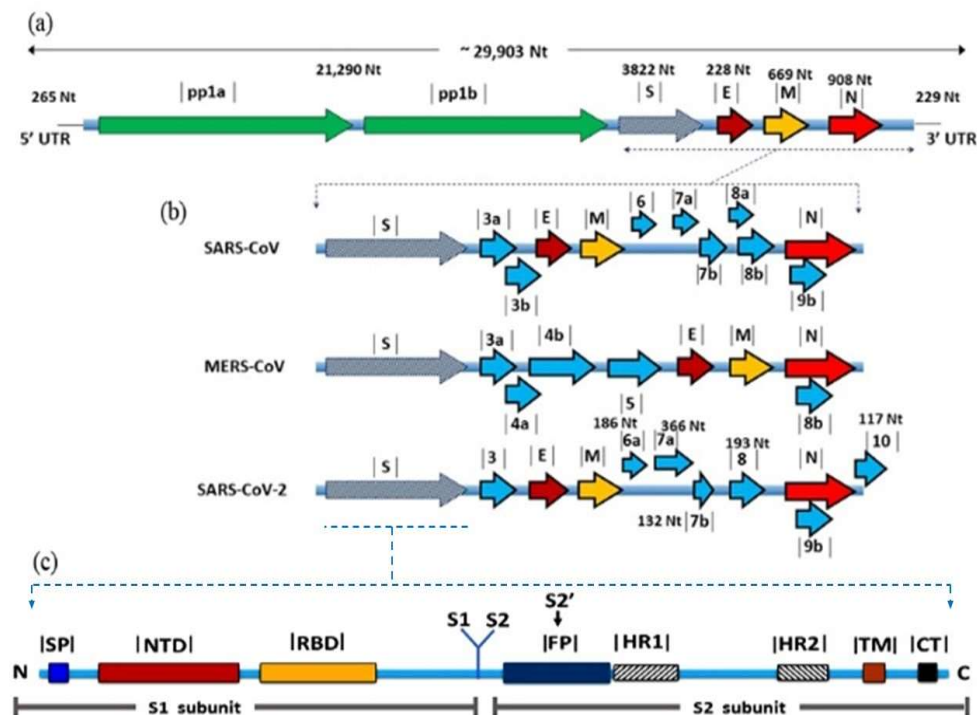 (a)
~ 29,903 Nt
21,290 Nt
3822 Nt
228 Nt
669 Nt
908 Nt
265 Nt
|pp1a|
|pp1b|
|S|
|E|
|M|
|N|
229 Nt
5' UTR
3' UTR
(b)
SARS-CoV
|S|
|3a|
|E|
|M|
|6|
|7a|
|8a|
|N|
|3b|
|7b|
|8b|
|9b|
MERS-CoV
|S|
|3a|
|4b|
|E|
|M|
|N|
|4a|
|5|
|8b|
SARS-CoV-2
186 Nt
366 Nt
193 Nt
117 Nt
|S|
|3|
|E|
|M|
|6a|
|7a|
|8|
|N|
|10|
132 Nt
|7b|
|9b|
(c)
S1
S2
S2’
|SP|
|NTD|
|RBD|
|FP|
|HR1|
|HR2|
|TM|
|CT|
N
C
S1 subunit
S2 subunit